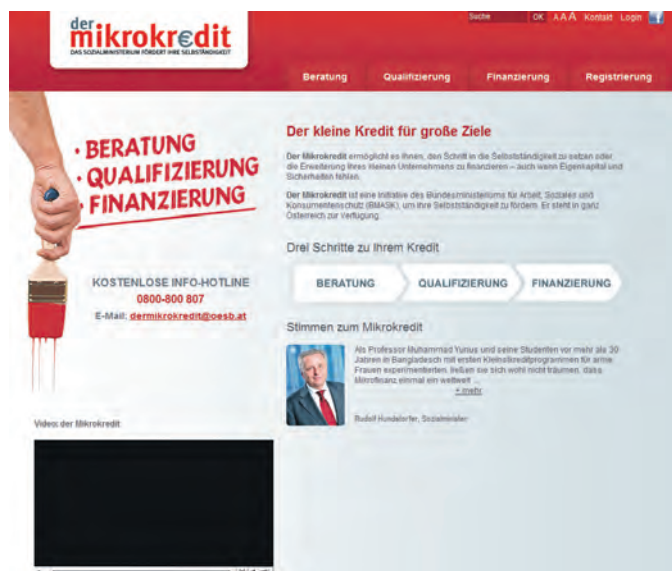 der
mikrokr€dit
DAS SOZIALMINISTERIUM FÖRDERT IHRE SELBSTÄNDIGKEIT
Suche OK A A A Kontakt Login f
Beratung Qualifizierung Finanzierung Registrierung
· BERATUNG
· QUALIFIZIERUNG
· FINANZIERUNG
KOSTENLOSE INFO-HOTLINE
0800-800 807
E-Mail: dermikrokredit@oesb.at
Video: der Mikrokredit
Der kleine Kredit für große Ziele
Der Mikrokredit ermöglicht es Ihnen, den Schritt in die Selbstständigkeit zu setzen oder
die Erweiterung Ihres kleinen Unternehmens zu finanzieren – auch wenn Eigenkapital und
Sicherheiten fehlen.
Der Mikrokredit ist eine Initiative des Bundesministeriums für Arbeit, Soziales und
Konsumentenschutz (BMASK), um Ihre Selbstständigkeit zu fördern. Er steht in ganz
Österreich zur Verfügung.
Drei Schritte zu Ihrem Kredit
BERATUNG QUALIFIZIERUNG FINANZIERUNG
Stimmen zum Mikrokredit
Als Professor Muhammad Yunus und seine Studenten vor mehr als 30
Jahren in Bangladesch mit ersten Kleinstkreditprogrammen für arme
Frauen experimentierten, ließen sie sich wohl nicht träumen, dass
Mikrofinanz einmal ein weltweit ...
+ mehr
Rudolf Hundstorfer, Sozialminister